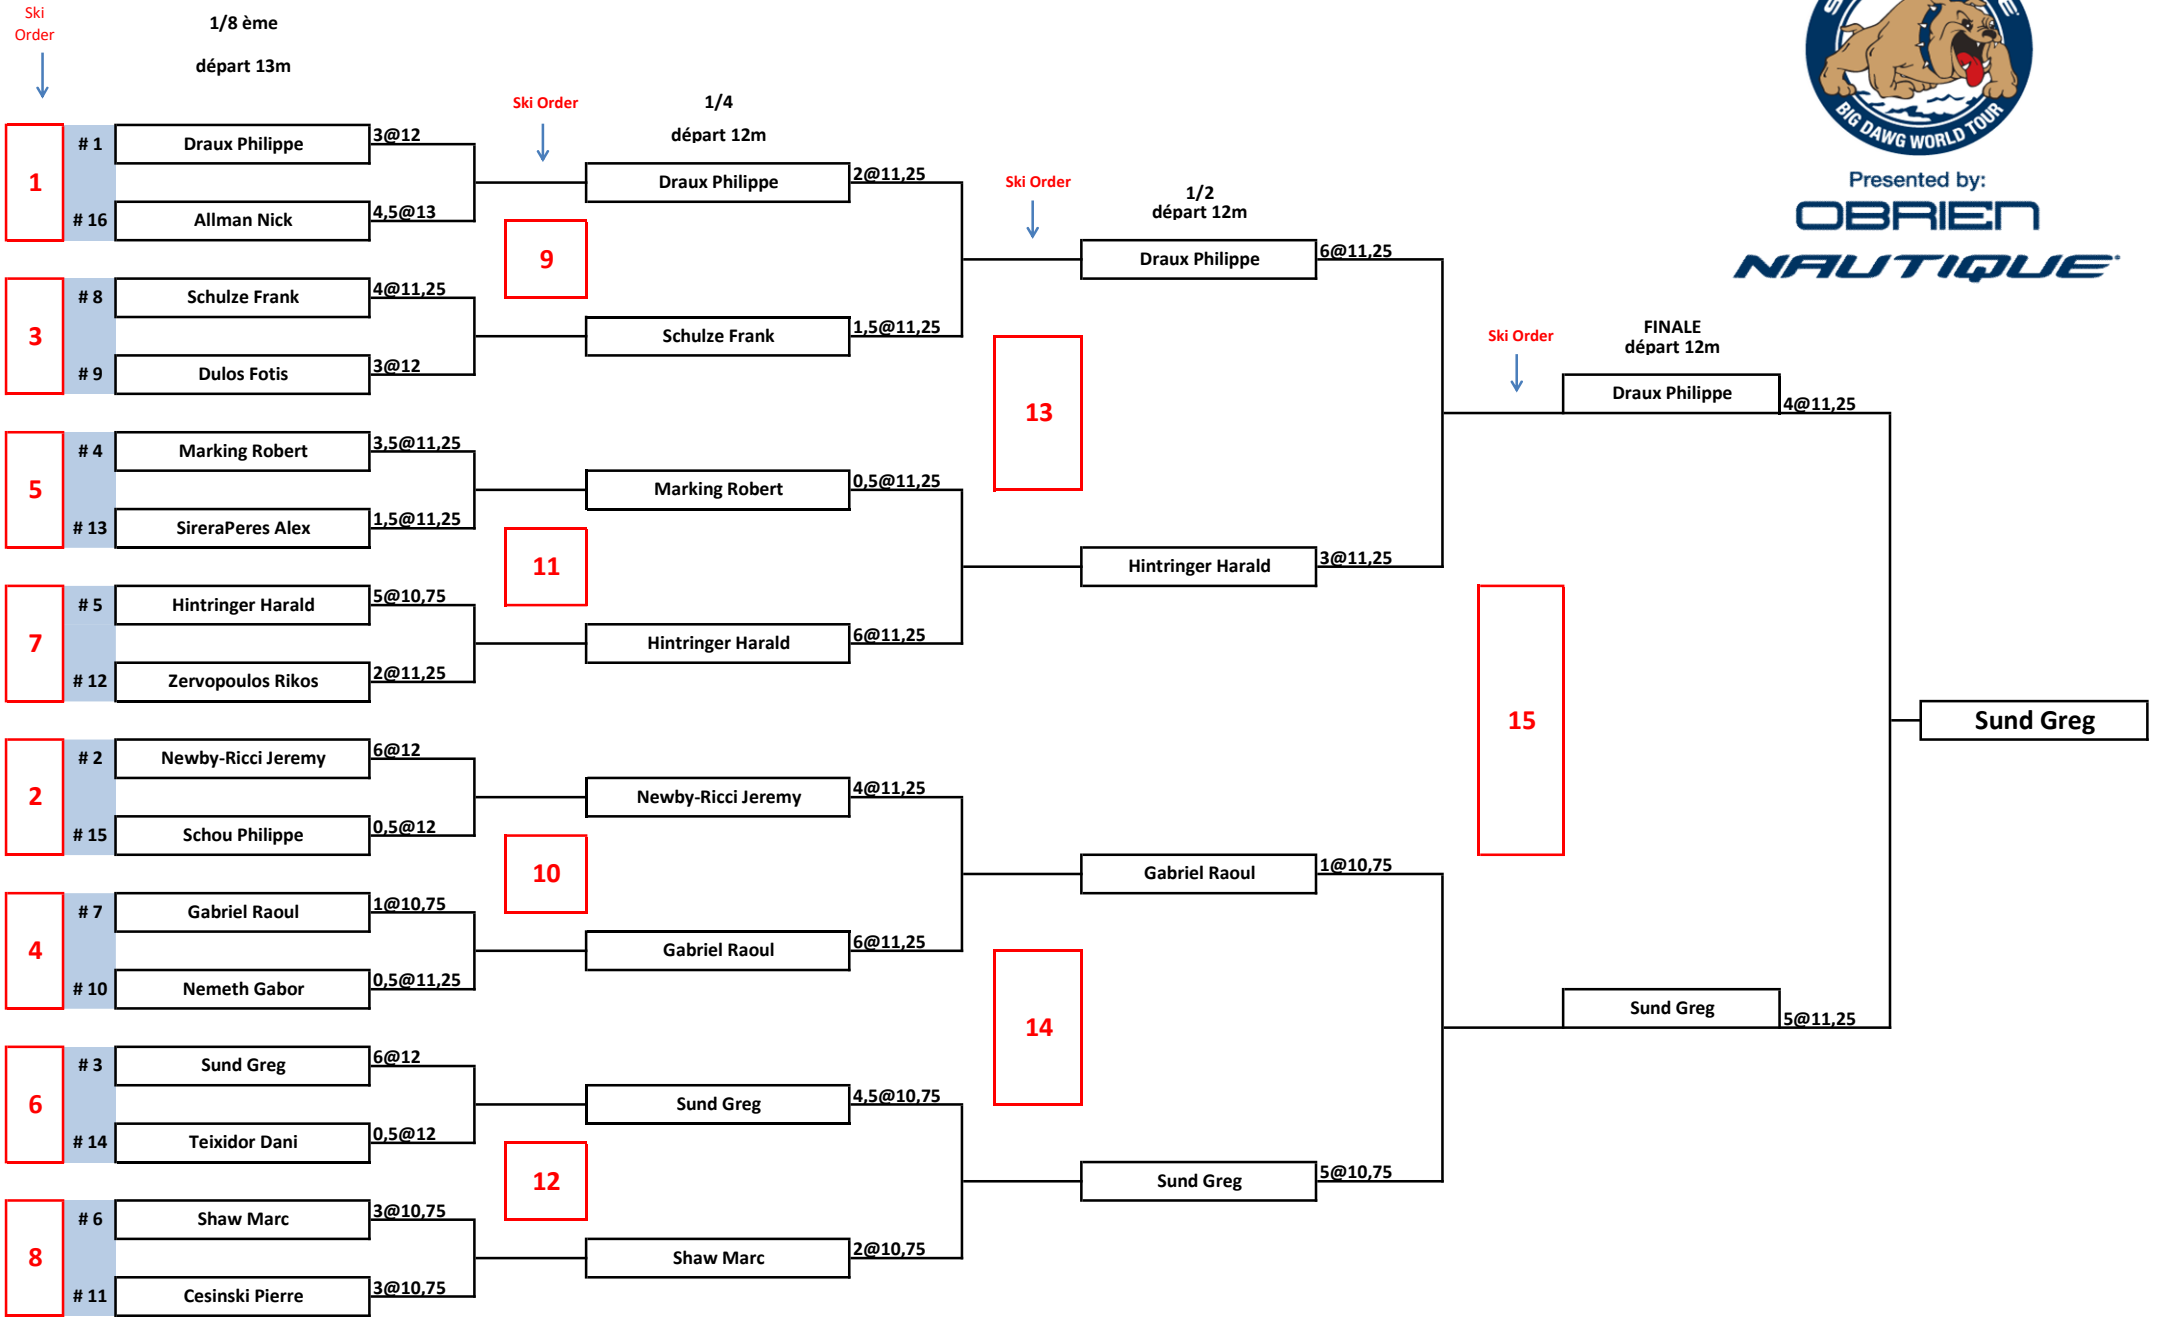 Ski
Order
1/8 ème
départ 13m
Ski Order
1/4
départ 12m
Ski Order
1/2
départ 12m
Ski Order
FINALE
départ 12m
BIG DAWG WORLD TOUR
Presented by:
OBRIEN
NAUTIQUE
1
# 1 Draux Philippe 3@12
# 16 Allman Nick 4,5@13
3
# 8 Schulze Frank 4@11,25
# 9 Dulos Fotis 3@12
5
# 4 Marking Robert 3,5@11,25
# 13 SireraPeres Alex 1,5@11,25
7
# 5 Hintringer Harald 5@10,75
# 12 Zervopoulos Rikos 2@11,25
2
# 2 Newby-Ricci Jeremy 6@12
# 15 Schou Philippe 0,5@12
4
# 7 Gabriel Raoul 1@10,75
# 10 Nemeth Gabor 0,5@11,25
6
# 3 Sund Greg 6@12
# 14 Teixidor Dani 0,5@12
8
# 6 Shaw Marc 3@10,75
# 11 Cesinski Pierre 3@10,75
Draux Philippe 2@11,25
9
Schulze Frank 1,5@11,25
Marking Robert 0,5@11,25
11
Hintringer Harald 6@11,25
Newby-Ricci Jeremy 4@11,25
10
Gabriel Raoul 6@11,25
Sund Greg 4,5@10,75
12
Shaw Marc 2@10,75
Draux Philippe 6@11,25
13
Hintringer Harald 3@11,25
Gabriel Raoul 1@10,75
14
Sund Greg 5@10,75
Draux Philippe 4@11,25
15
Sund Greg 5@11,25
Sund Greg